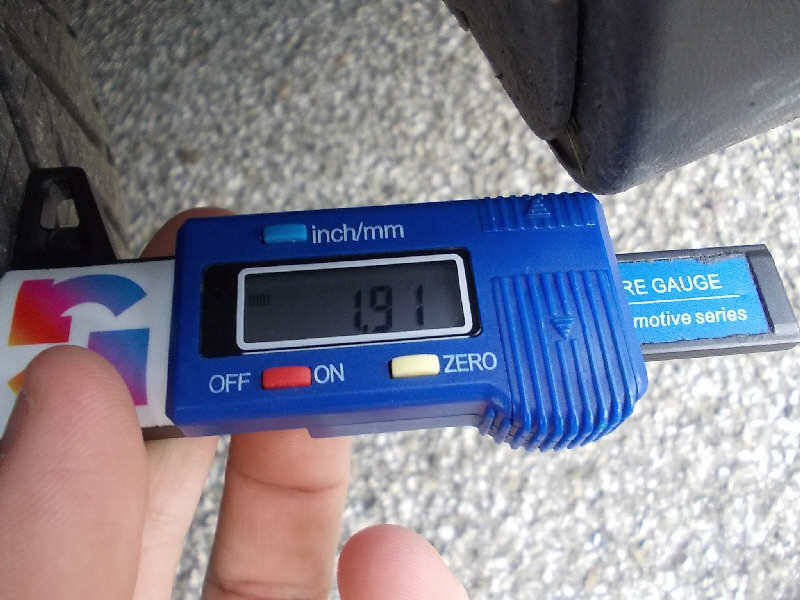 inch/mm
mm
1.91
OFF
ON
ZERO
RE GAUGE
motive series